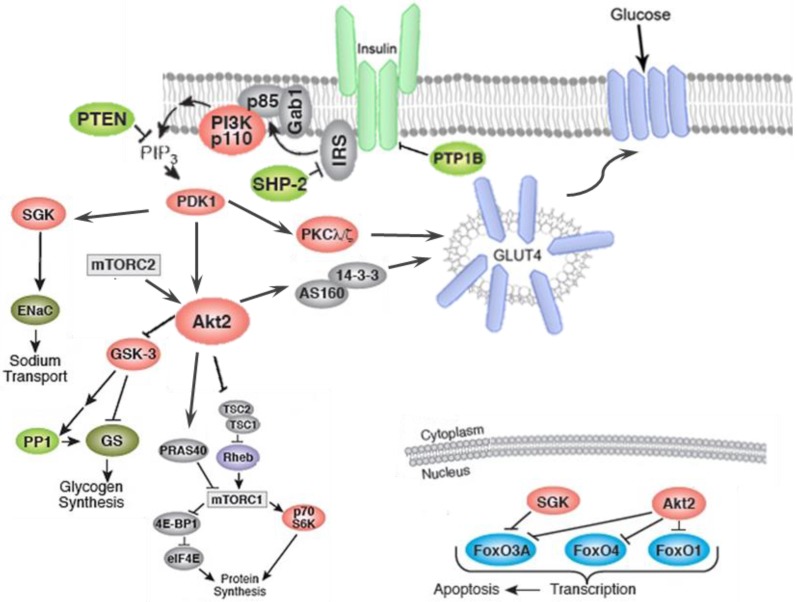 Glucose
Insulin
p85
Gab1
PI3K
p110
IRS
PTEN
PIP3
SHP-2
PTP1B
SGK
PDK1
PKCλ/ζ
mTORC2
14-3-3
AS160
GLUT4
ENaC
Akt2
Sodium
Transport
GSK-3
TSC2
TSC1
PP1
GS
PRAS40
Rheb
Glycogen
Synthesis
mTORC1
4E-BP1
p70
S6K
eIF4E
Protein
Synthesis
Cytoplasm
Nucleus
SGK
Akt2
FoxO3A
FoxO4
FoxO1
Apoptosis
Transcription